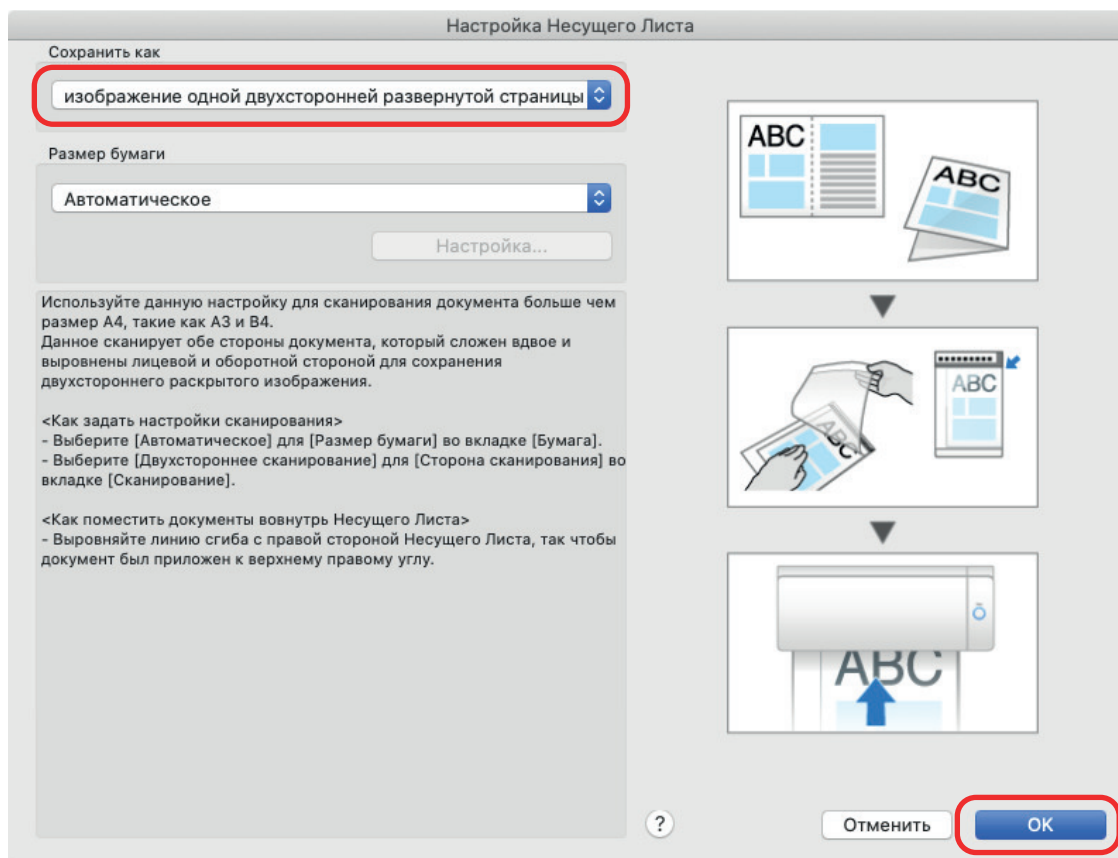 Настройка Несущего Листа
Сохранить как
изображение одной двухсторонней развернутой страницы
Размер бумаги
Автоматическое
Настройка...
Используйте данную настройку для сканирования документа больше чем
размер A4, такие как A3 и B4.
Данное сканирует обе стороны документа, который сложен вдвое и
выровнены лицевой и оборотной стороной для сохранения
двухстороннего раскрытого изображения.
<Как задать настройки сканирования>
- Выберите [Автоматическое] для [Размер бумаги] во вкладке [Бумага].
- Выберите [Двухстороннее сканирование] для [Сторона сканирования] во
вкладке [Сканирование].
<Как поместить документы вовнутрь Несущего Листа>
- Выровняйте линию сгиба с правой стороной Несущего Листа, так чтобы
документ был приложен к верхнему правому углу.
ABC
ABC
ABC
ABC
ABC
?
Отменить
OK